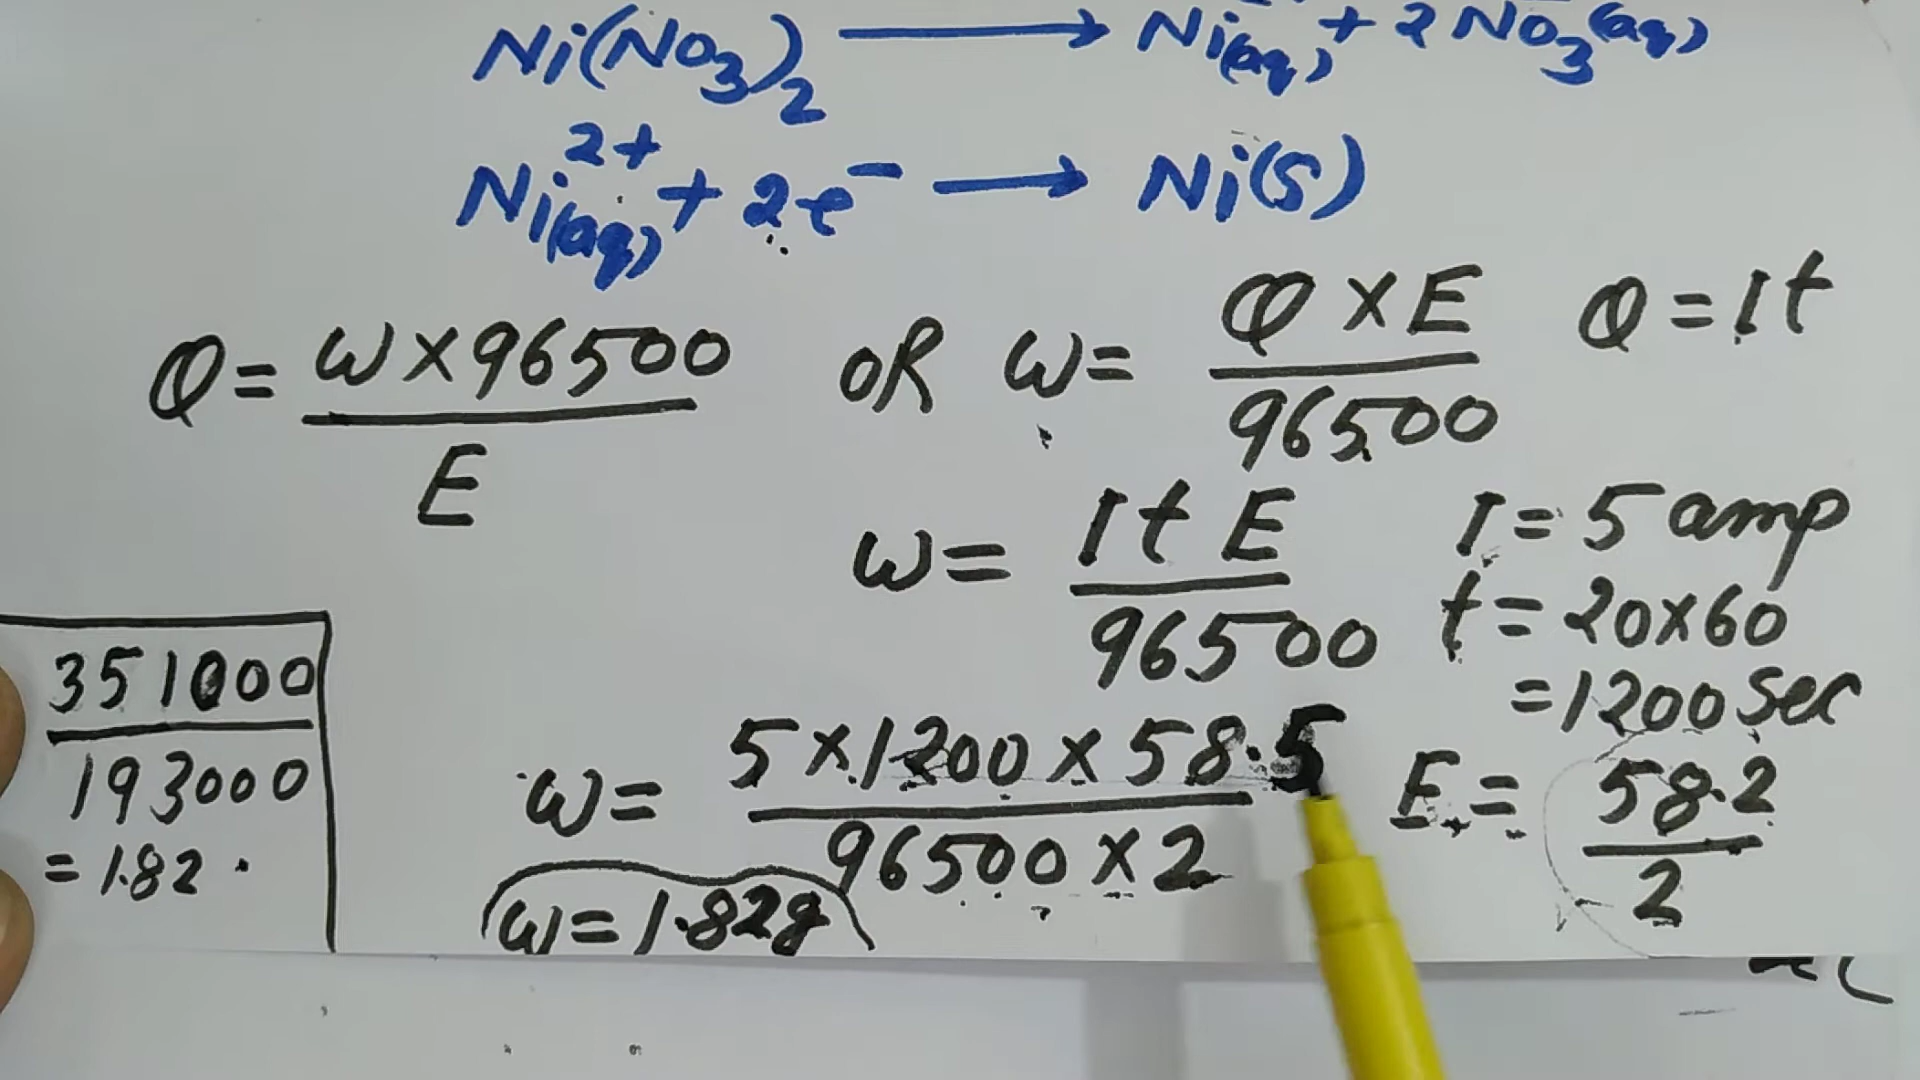 Ni(NO3)2 → Ni(aq) + 2NO3(aq)
Ni2+(aq) + 2e- → Ni(s)
Q = W×96500 / E OR W = Q×E / 96500 Q = It
W = I t E / 96500
I = 5 amp
t = 20×60
= 1200 Sec
W = 5×1200×58.5 / 96500×2
E = 58.2 / 2
W = 1.82g
351000
193000
= 1.82